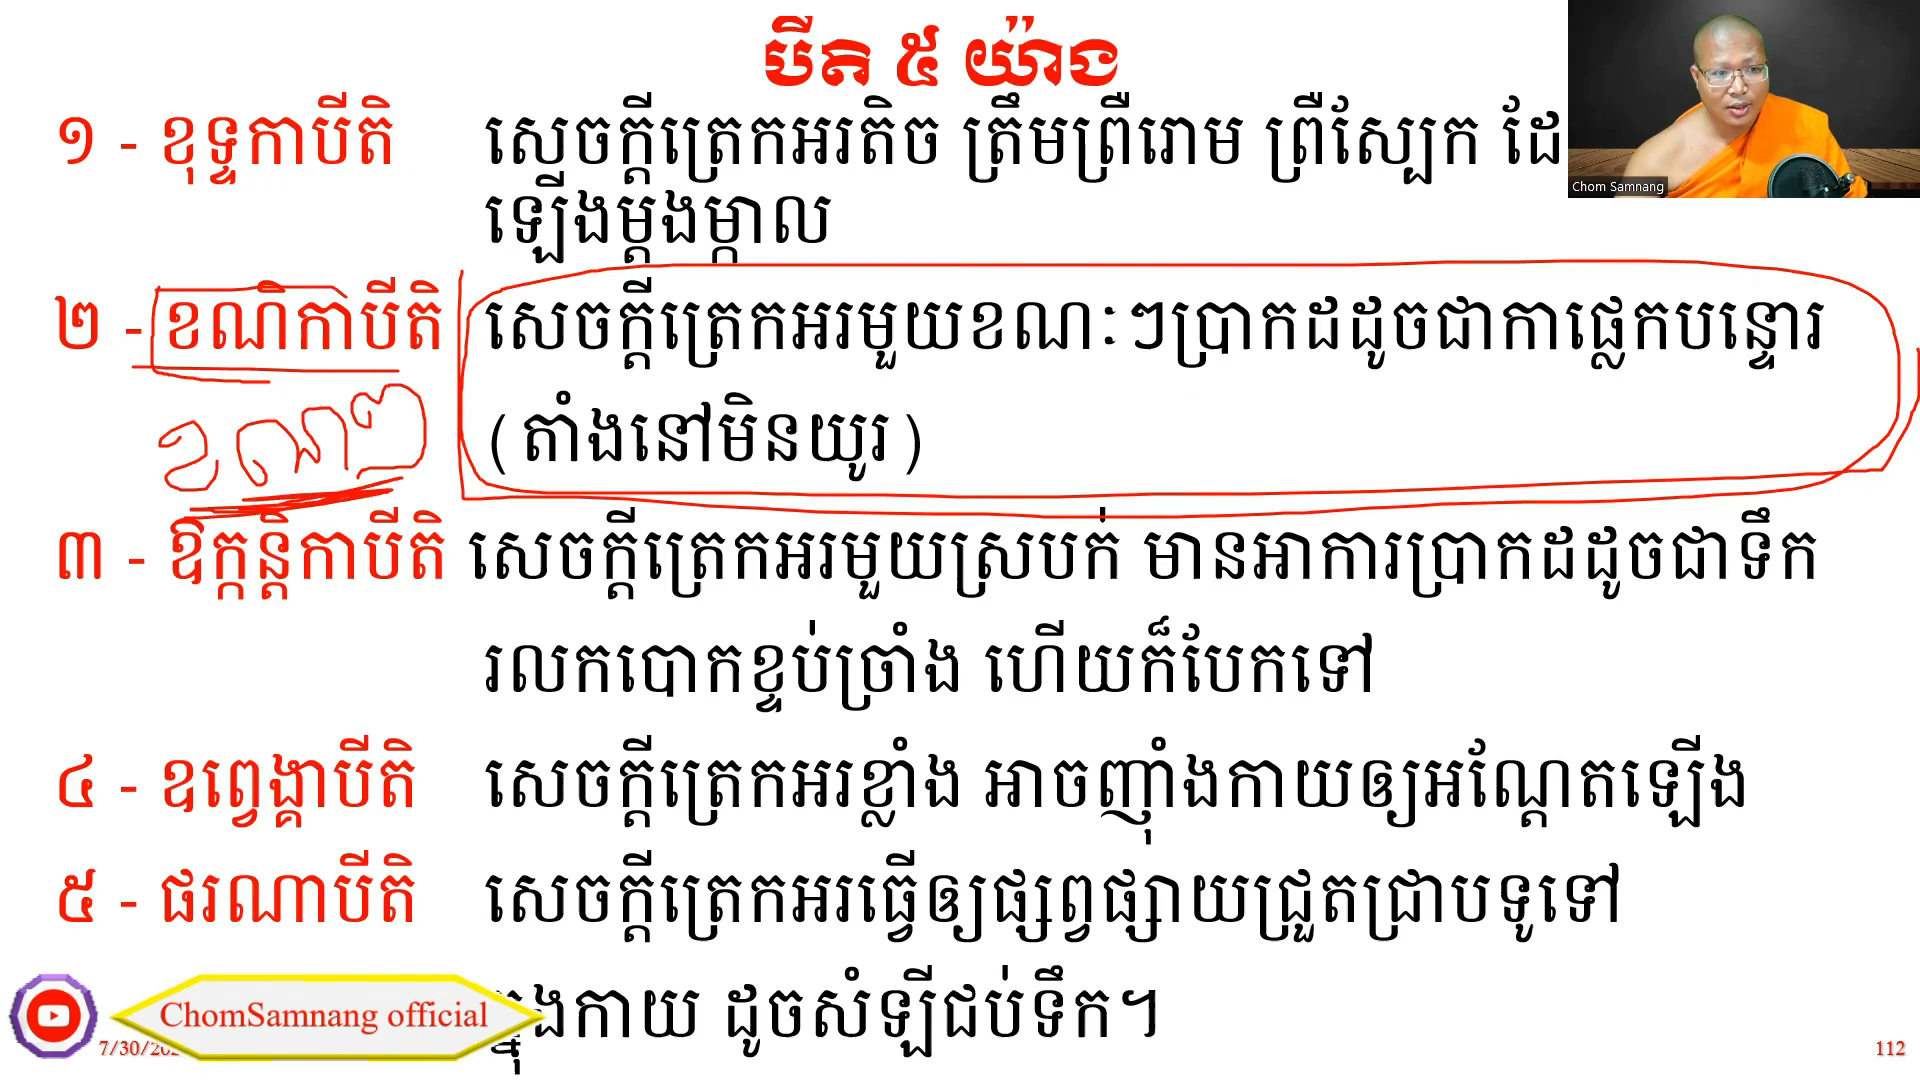 បីតិ ៥ យ៉ាង
១ - ខុទ្ទកាបីតិ សេចក្ដីត្រេកអរតិច ត្រឹមព្រឺរោម ព្រឺស្បែក ដែ
ឡើងម្ដងម្កាល
២ - ខណិកាបីតិ សេចក្ដីត្រេកអរមួយខណៈៗប្រាកដដូចជាកាផ្លេកបន្ទោរ
(តាំងនៅមិនយូរ)
៣ - ឱក្កន្តិកាបីតិ សេចក្ដីត្រេកអរមួយស្របក់ មានអាការប្រាកដដូចជាទឹក
រលកបោកខ្ទប់ច្រាំង ហើយក៏បែកទៅ
៤ - ឧព្វេង្គាបីតិ សេចក្ដីត្រេកអរខ្លាំង អាចញ៉ាំងកាយឲ្យអណ្ដែតឡើង
៥ - ផរណាបីតិ សេចក្ដីត្រេកអរធ្វើឲ្យផ្សព្វផ្សាយជ្រួតជ្រាបទូទៅ
ក្នុងកាយ ដូចសំឡីជប់ទឹក។
Chom Samnang
ChomSamnang official
7/30/202
112